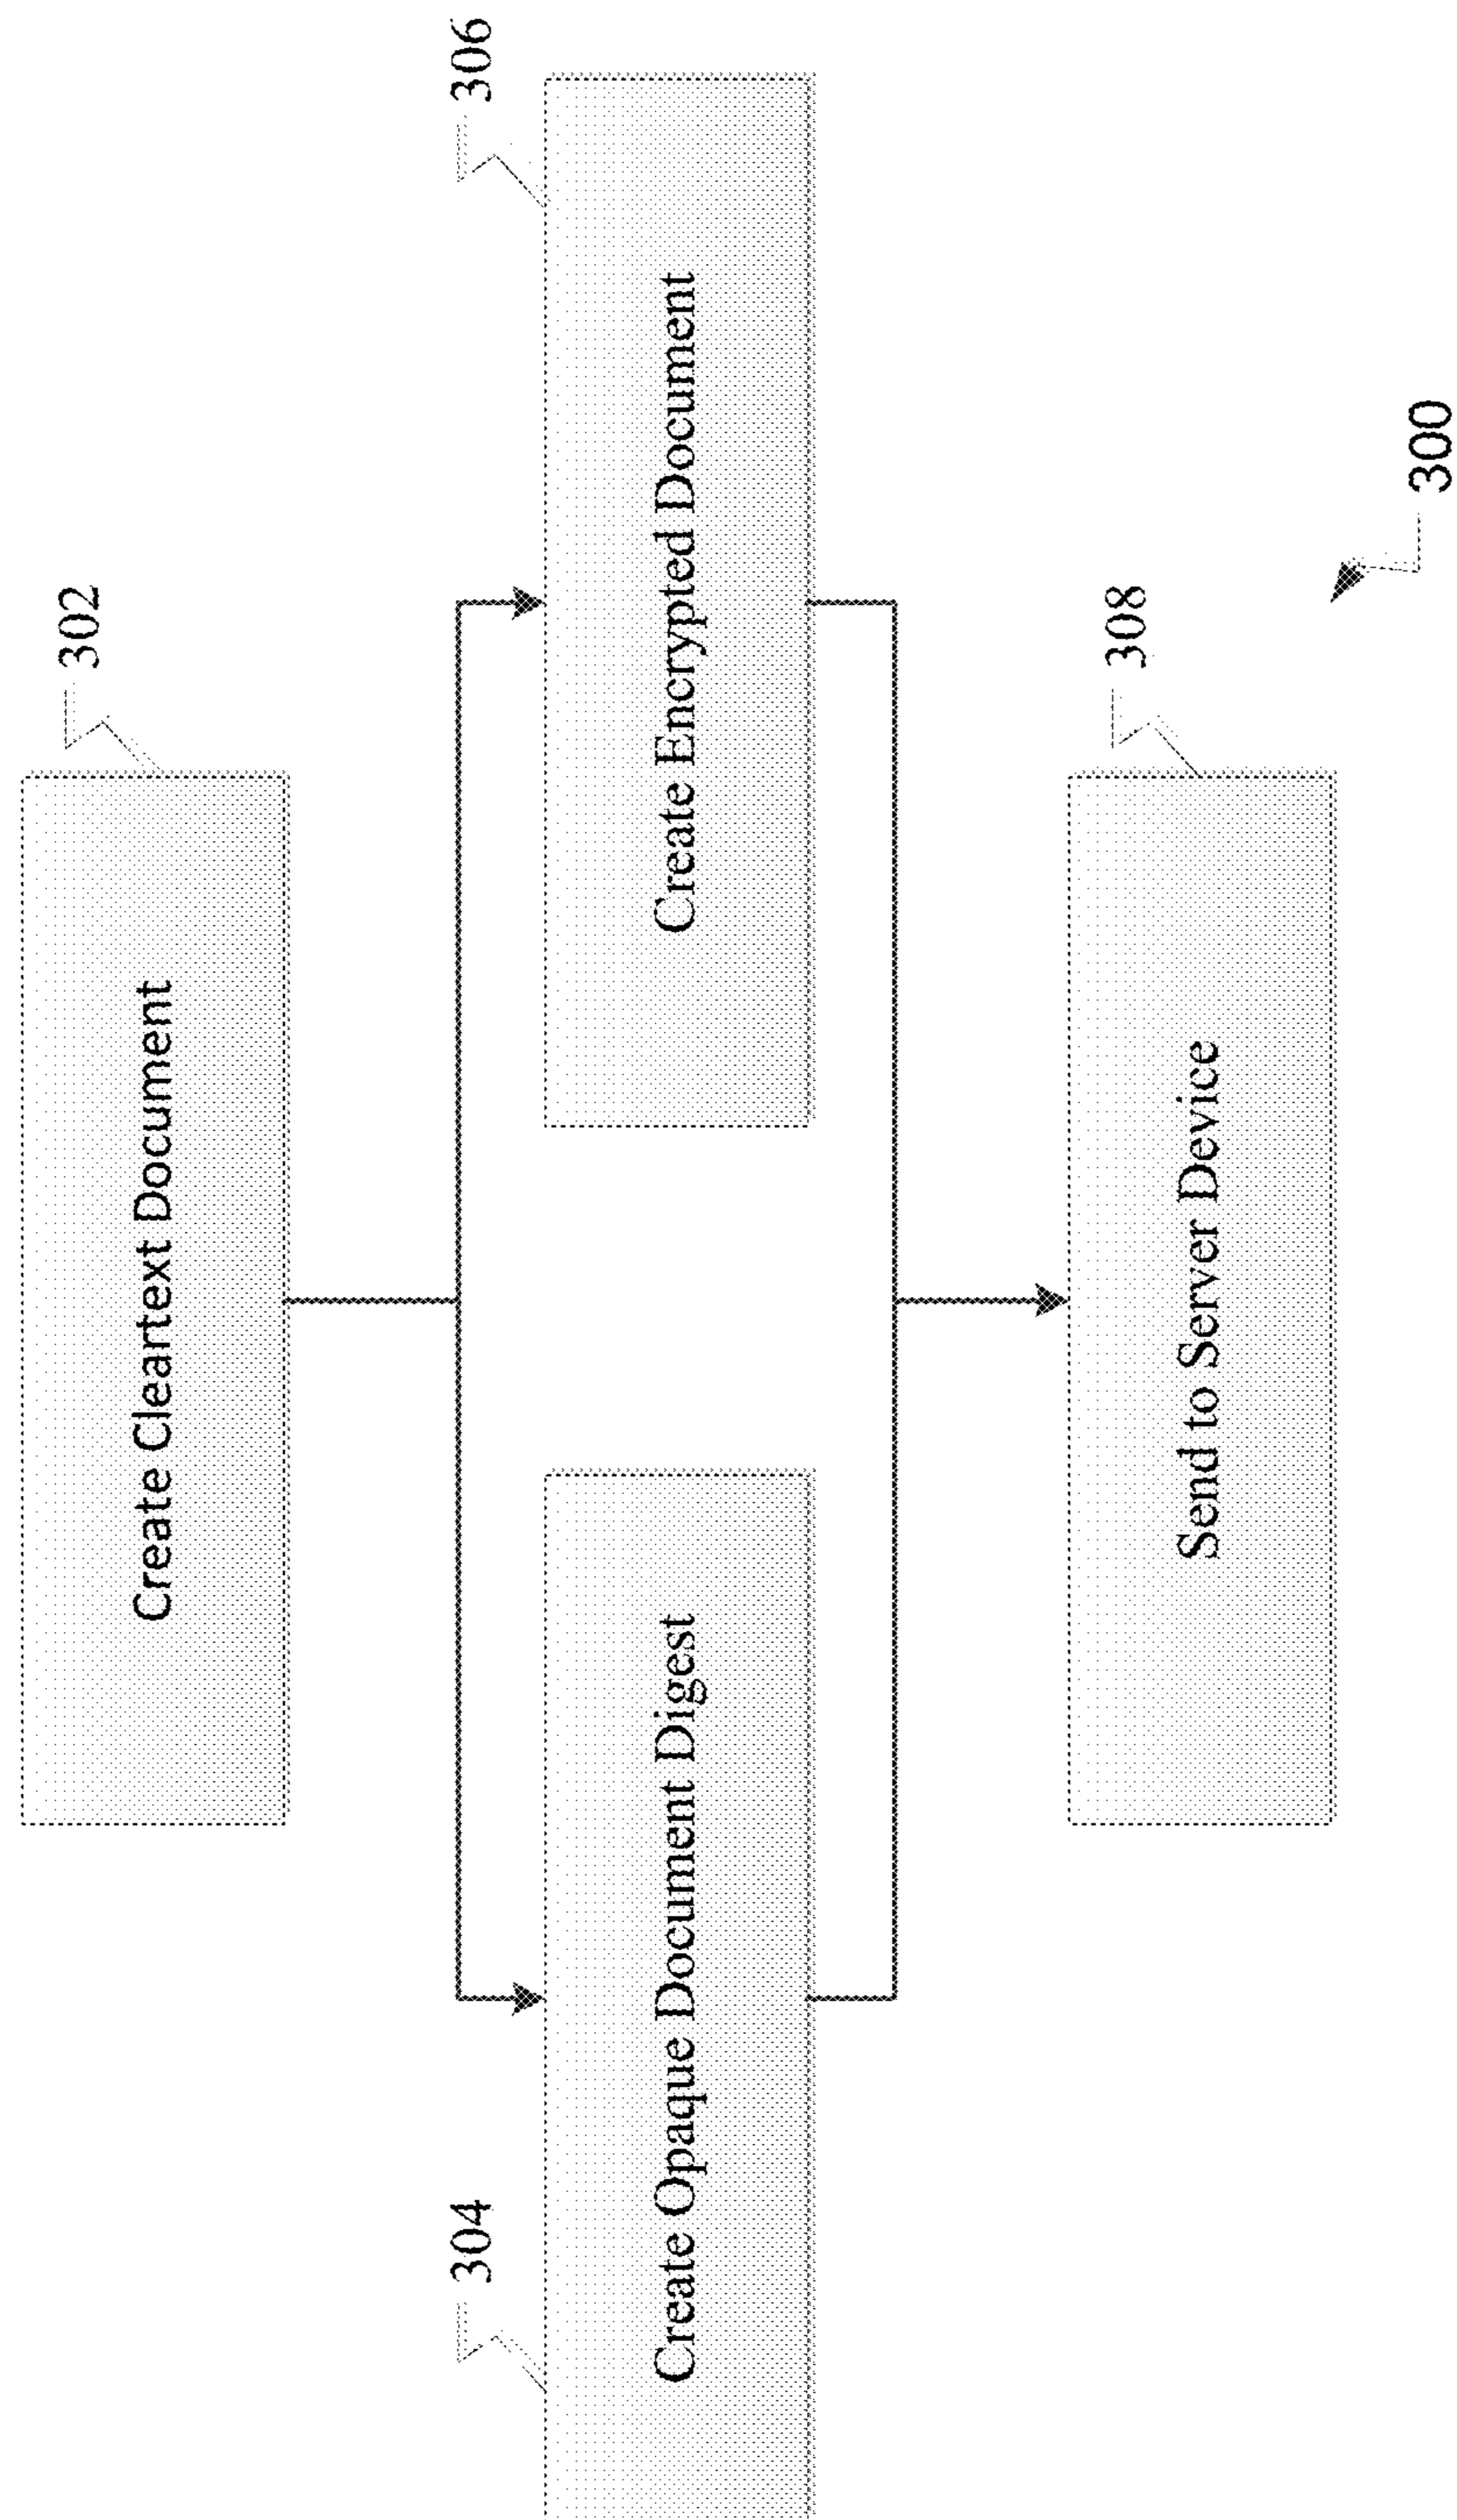 302
Create Cleartext Document
304
Create Opaque Document Digest
306
Create Encrypted Document
308
Send to Server Device
300